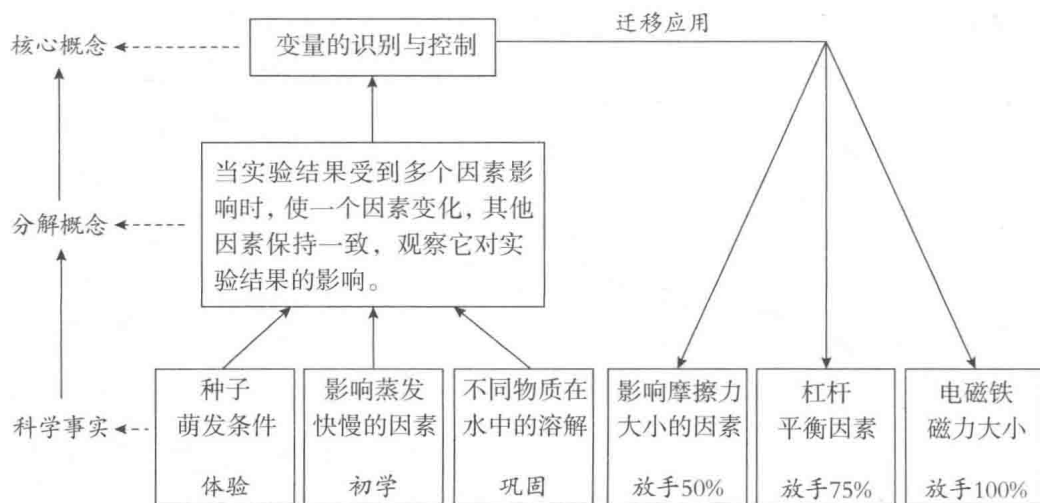 迁移应用
核心概念
变量的识别与控制
当实验结果受到多个因素影
响时，使一个因素变化，其他
因素保持一致，观察它对实
验结果的影响。
分解概念
科学事实
种子
萌发条件
体验
影响蒸发
快慢的因素
初学
不同物质在
水中的溶解
巩固
影响摩擦力
大小的因素
放手50%
杠杆
平衡因素
放手75%
电磁铁
磁力大小
放手100%